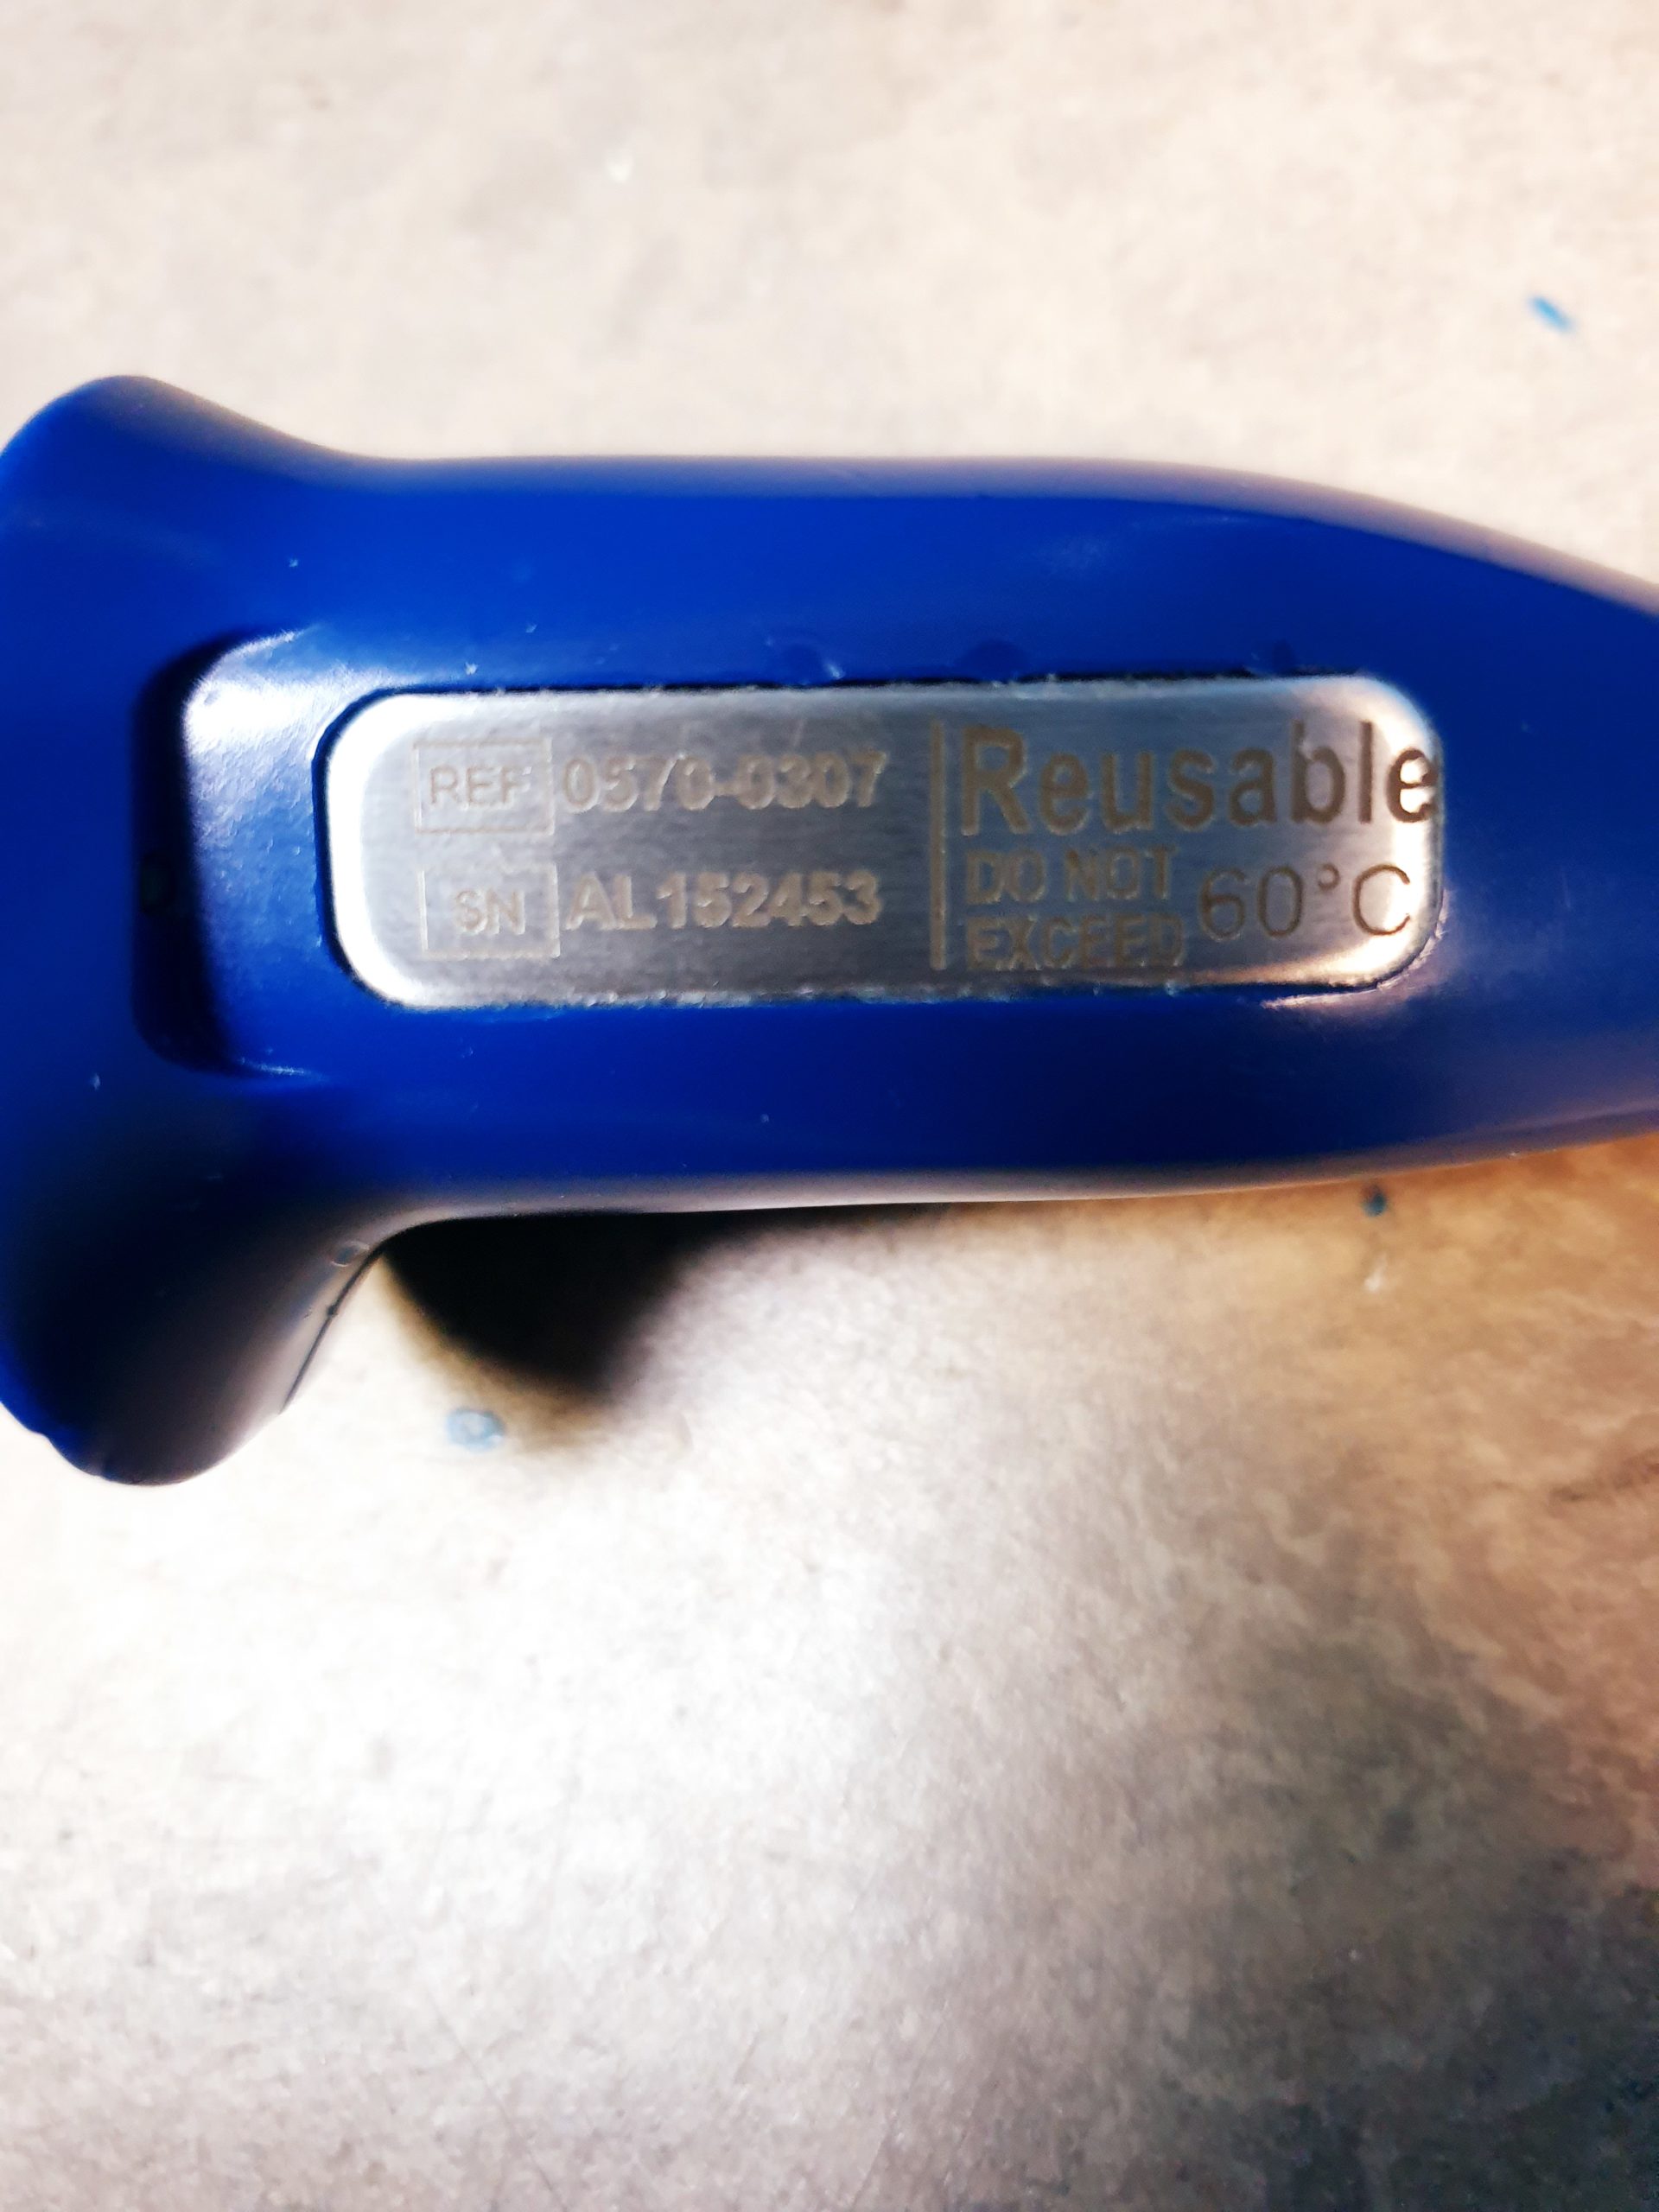 REF 0570-0307
SN AL152453
Reusable
DO NOT
EXCEED 60°C